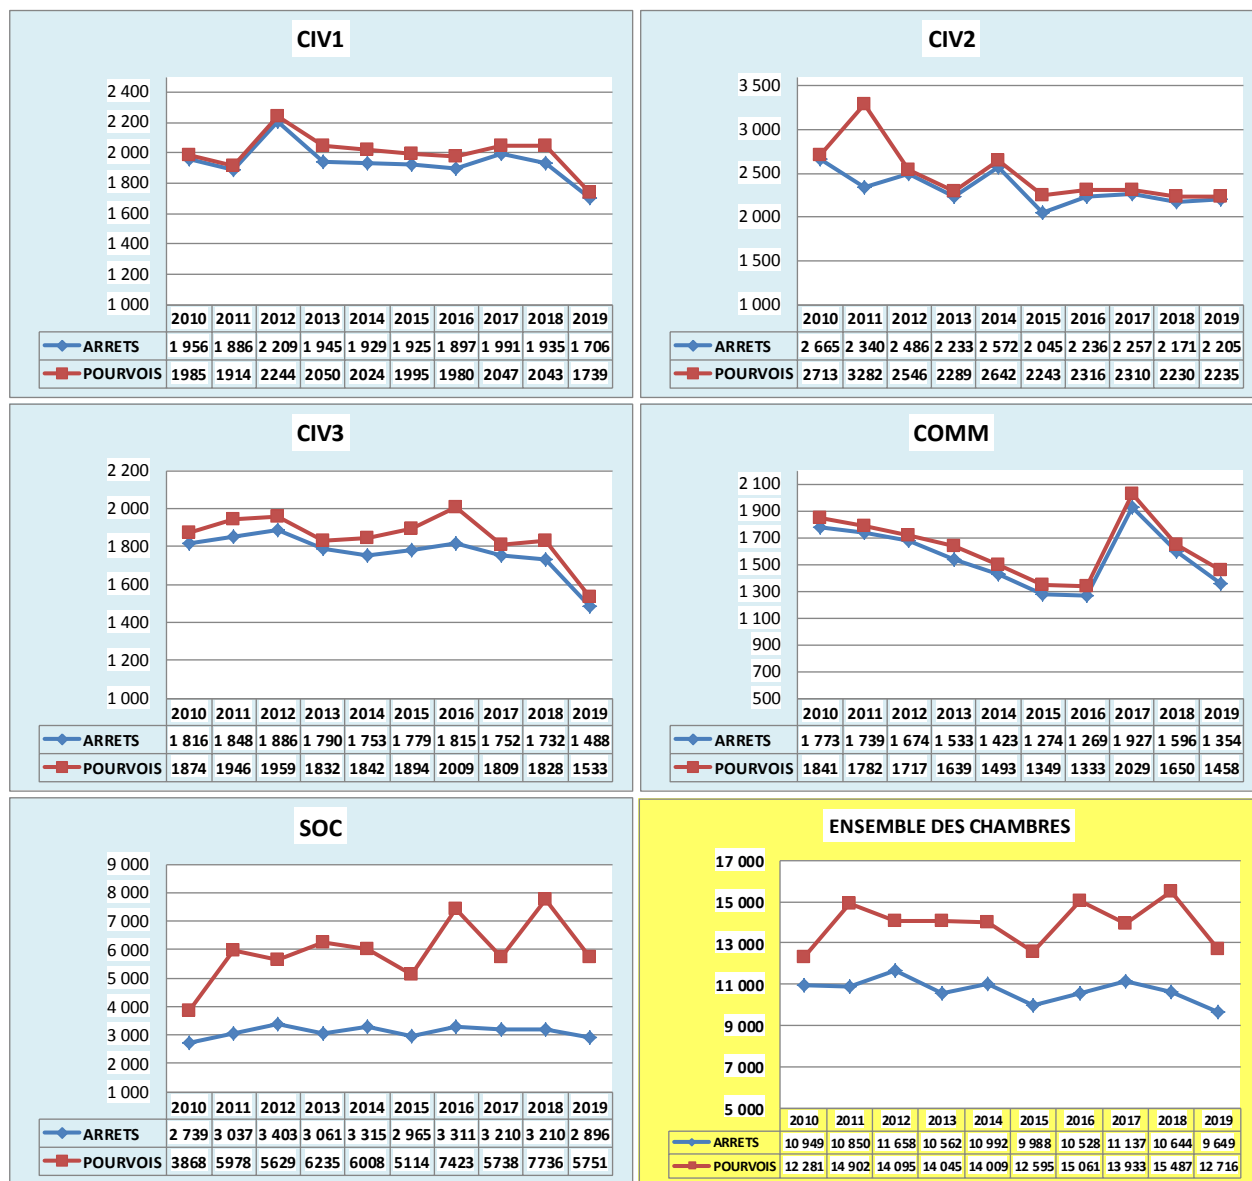 CIV1
2 400
2 200
2 000
1 800
1 600
1 400
1 200
1 000
2010 2011 2012 2013 2014 2015 2016 2017 2018 2019
ARRETS 1 956 1 886 2 209 1 945 1 929 1 925 1 897 1 991 1 935 1 706
POURVOIS 1985 1914 2244 2050 2024 1995 1980 2047 2043 1739
CIV2
3 500
3 000
2 500
2 000
1 500
1 000
2010 2011 2012 2013 2014 2015 2016 2017 2018 2019
ARRETS 2 665 2 340 2 486 2 233 2 572 2 045 2 236 2 257 2 171 2 205
POURVOIS 2713 3282 2546 2289 2642 2243 2316 2310 2230 2235
CIV3
2 200
2 000
1 800
1 600
1 400
1 200
1 000
2010 2011 2012 2013 2014 2015 2016 2017 2018 2019
ARRETS 1 816 1 848 1 886 1 790 1 753 1 779 1 815 1 752 1 732 1 488
POURVOIS 1874 1946 1959 1832 1842 1894 2009 1809 1828 1533
COMM
2 100
1 900
1 700
1 500
1 300
1 100
900
700
500
2010 2011 2012 2013 2014 2015 2016 2017 2018 2019
ARRETS 1 773 1 739 1 674 1 533 1 423 1 274 1 269 1 927 1 596 1 354
POURVOIS 1841 1782 1717 1639 1493 1349 1333 2029 1650 1458
SOC
9 000
8 000
7 000
6 000
5 000
4 000
3 000
2 000
1 000
2010 2011 2012 2013 2014 2015 2016 2017 2018 2019
ARRETS 2 739 3 037 3 403 3 061 3 315 2 965 3 311 3 210 3 210 2 896
POURVOIS 3868 5978 5629 6235 6008 5114 7423 5738 7736 5751
ENSEMBLE DES CHAMBRES
17 000
15 000
13 000
11 000
9 000
7 000
5 000
2010 2011 2012 2013 2014 2015 2016 2017 2018 2019
ARRETS 10 949 10 850 11 658 10 562 10 992 9 988 10 528 11 137 10 644 9 649
POURVOIS 12 281 14 902 14 095 14 045 14 009 12 595 15 061 13 933 15 487 12 716